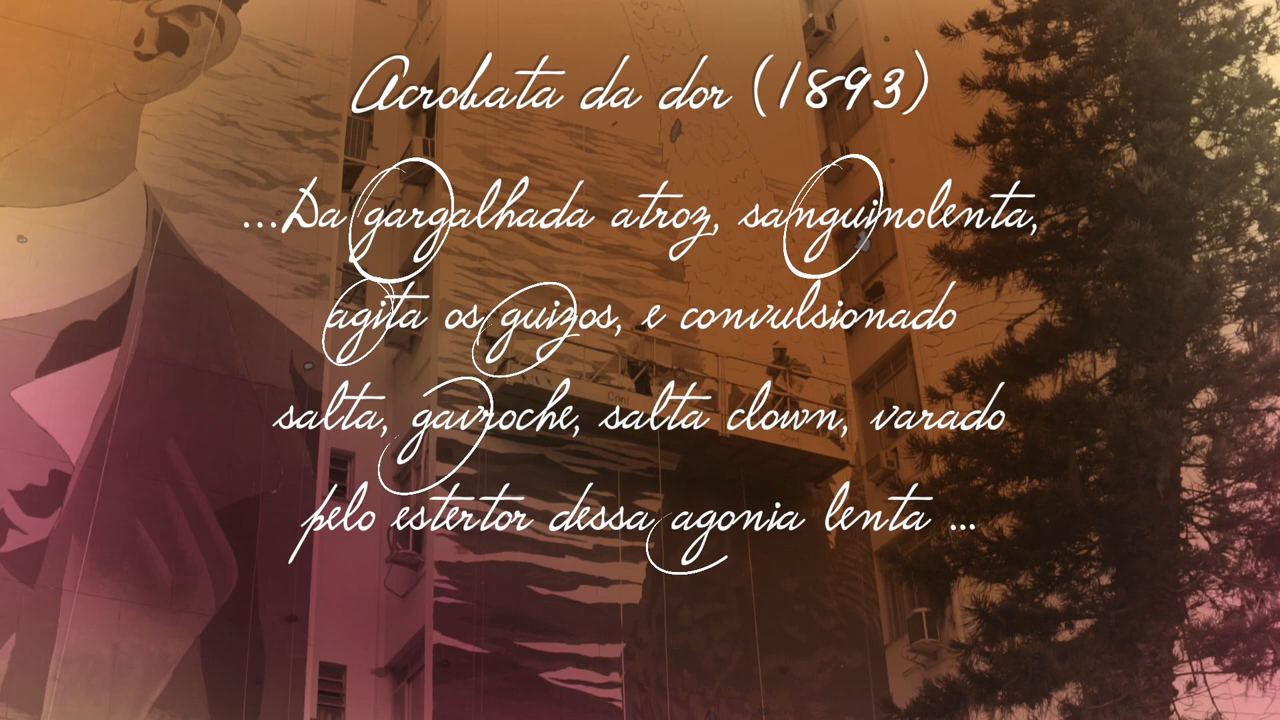 Acrobata da dor (1893)
...Da gargalhada atroz, sanguinolenta,
agita os guizos, e convulsionado
salta, gavroche, salta clown, varado
pelo estertor dessa agonia lenta ...